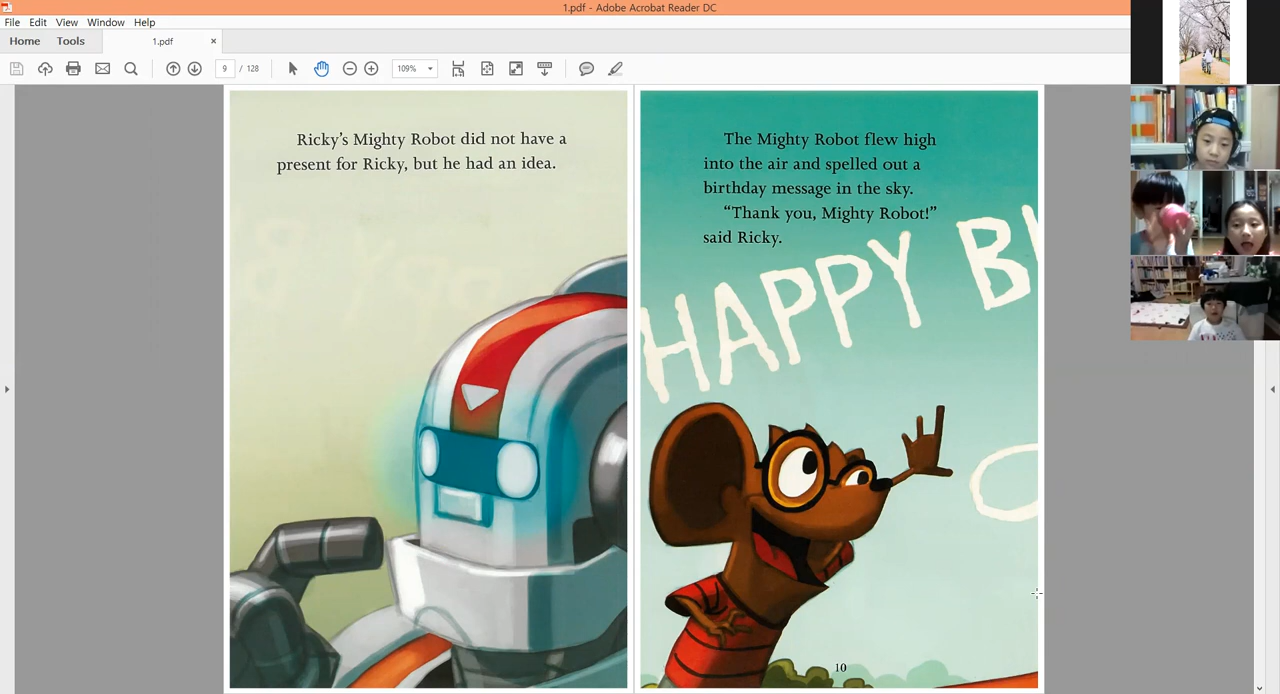 1.pdf - Adobe Acrobat Reader DC
File Edit View Window Help
Home Tools 1.pdf ×
9 / 128 109%
Ricky's Mighty Robot did not have a
present for Ricky, but he had an idea.
The Mighty Robot flew high
into the air and spelled out a
birthday message in the sky.
"Thank you, Mighty Robot!"
said Ricky.
HAPPY BI
10